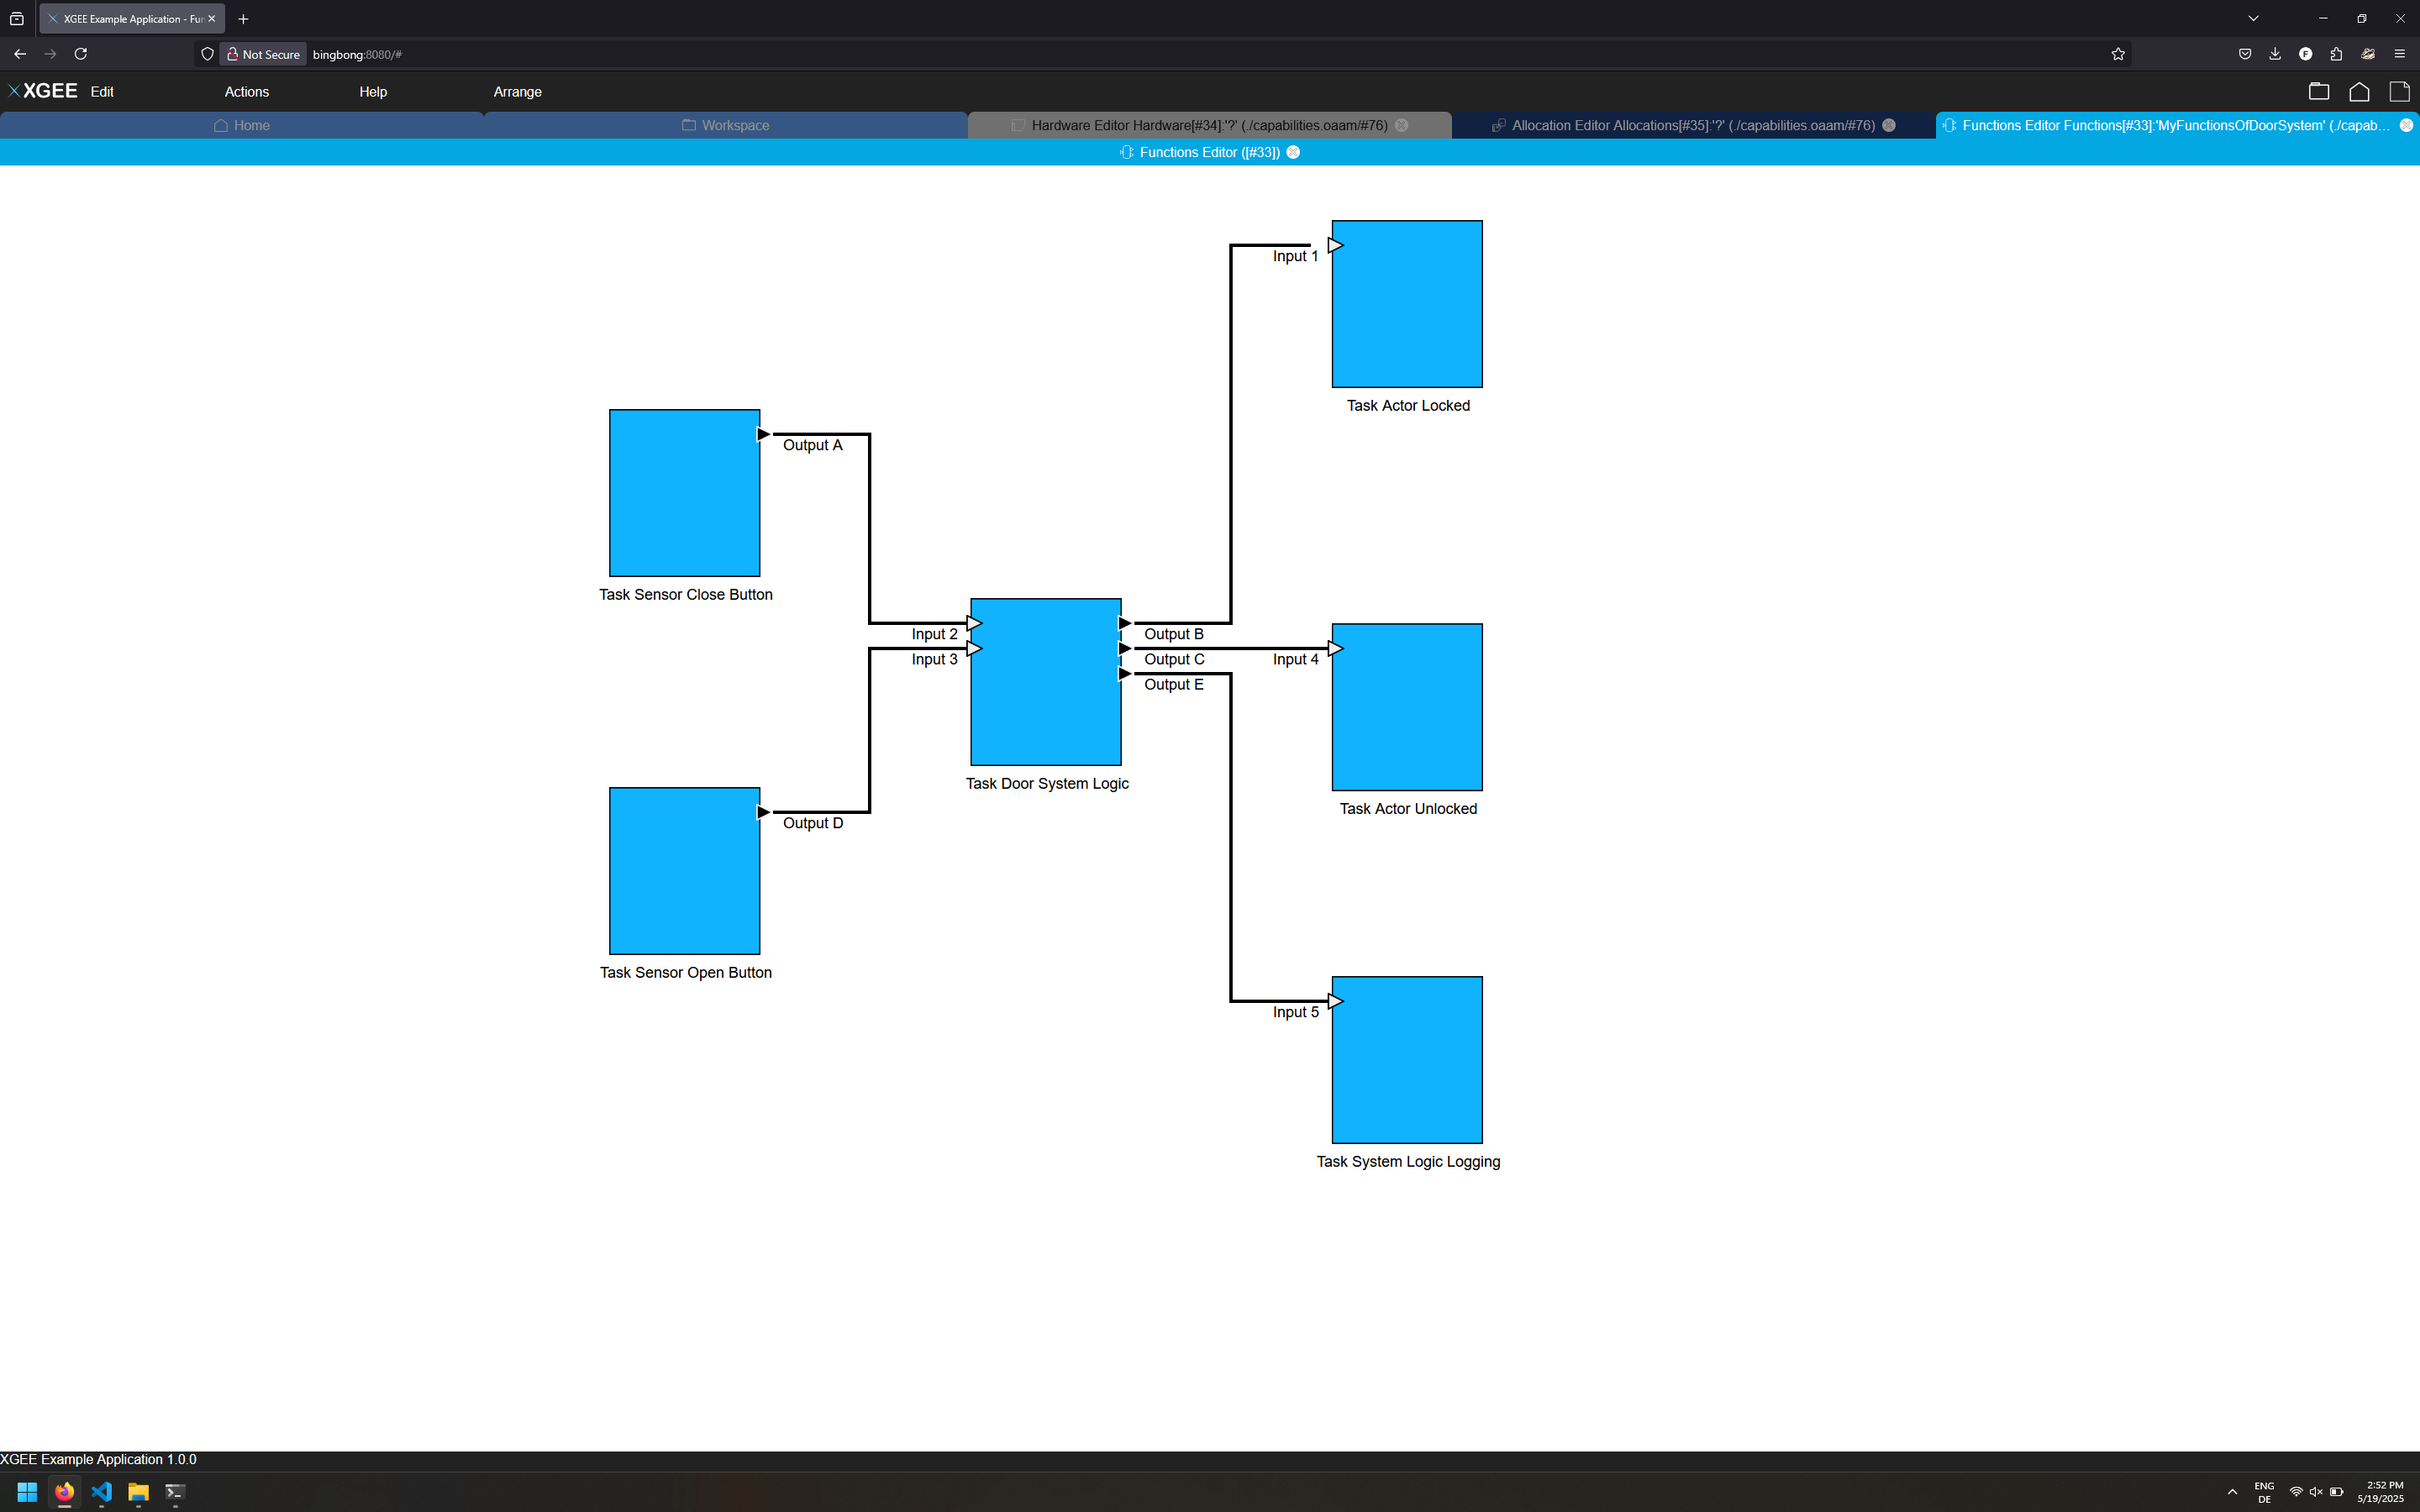 XGEE Example Application - Fun
Not Secure
bingbong:8080/#
XGEE
Edit
Actions
Help
Arrange
Home
Workspace
Hardware Editor Hardware[#34]:'?' (./capabilities.oaam/#76)
Allocation Editor Allocations[#35]:'?' (./capabilities.oaam/#76)
Functions Editor Functions[#33]:'MyFunctionsOfDoorSystem' (./capab...
Functions Editor ([#33])
Input 1
Task Actor Locked
Output A
Task Sensor Close Button
Input 2
Output B
Input 3
Output C
Input 4
Output E
Task Door System Logic
Task Actor Unlocked
Output D
Task Sensor Open Button
Input 5
Task System Logic Logging
XGEE Example Application 1.0.0
ENG
DE
2:52 PM
5/19/2025